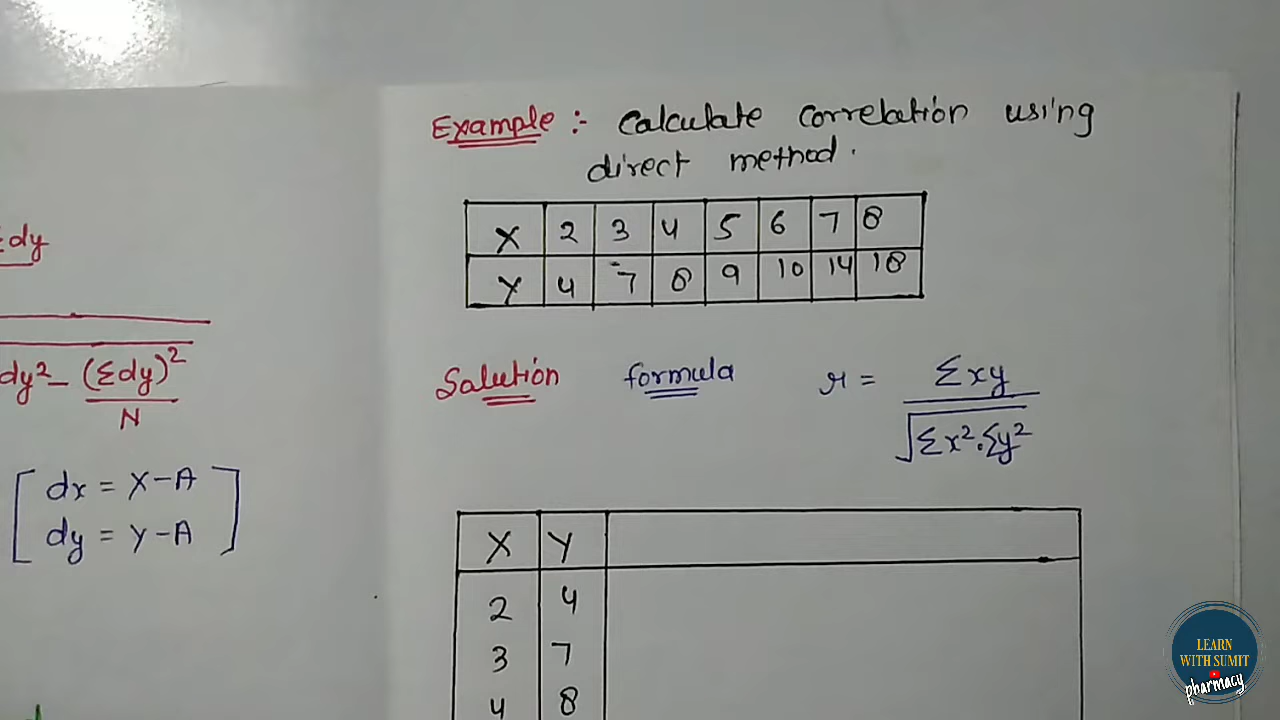 Σdy
dy² - (Σdy)²
N
[ dx = X-A
dy = Y-A ]
Example :- Calculate correlation using
direct method.
X 2 3 4 5 6 7 8
Y 4 7 8 9 10 14 18
Solution formula r = Σxy
√Σx².Σy²
X Y
2 4
3 7
4 8
LEARN
WITH SUMIT
pharmacy